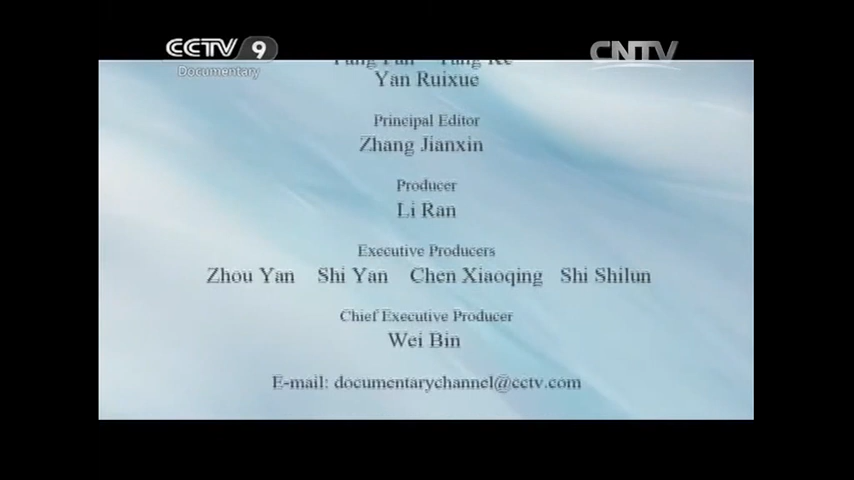 CCTV 9
CNTV
Documentary
Yan Ruixue
Principal Editor
Zhang Jianxin
Producer
Li Ran
Executive Producers
Zhou Yan Shi Yan Chen Xiaoqing Shi Shilun
Chief Executive Producer
Wei Bin
E-mail: documentarychannel@cctv.com